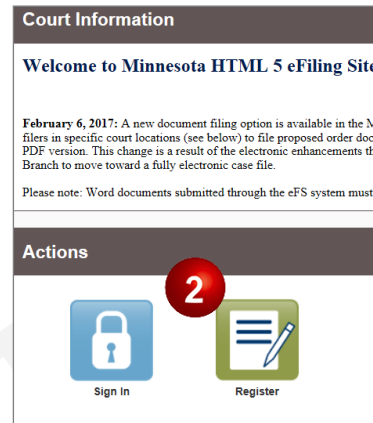 Court Information
Welcome to Minnesota HTML 5 eFiling Site
February 6, 2017: A new document filing option is available in the M
filers in specific court locations (see below) to file proposed order doc
PDF version. This change is a result of the electronic enhancements th
Branch to move toward a fully electronic case file.
Please note: Word documents submitted through the eFS system must
Actions
2
Sign In
Register